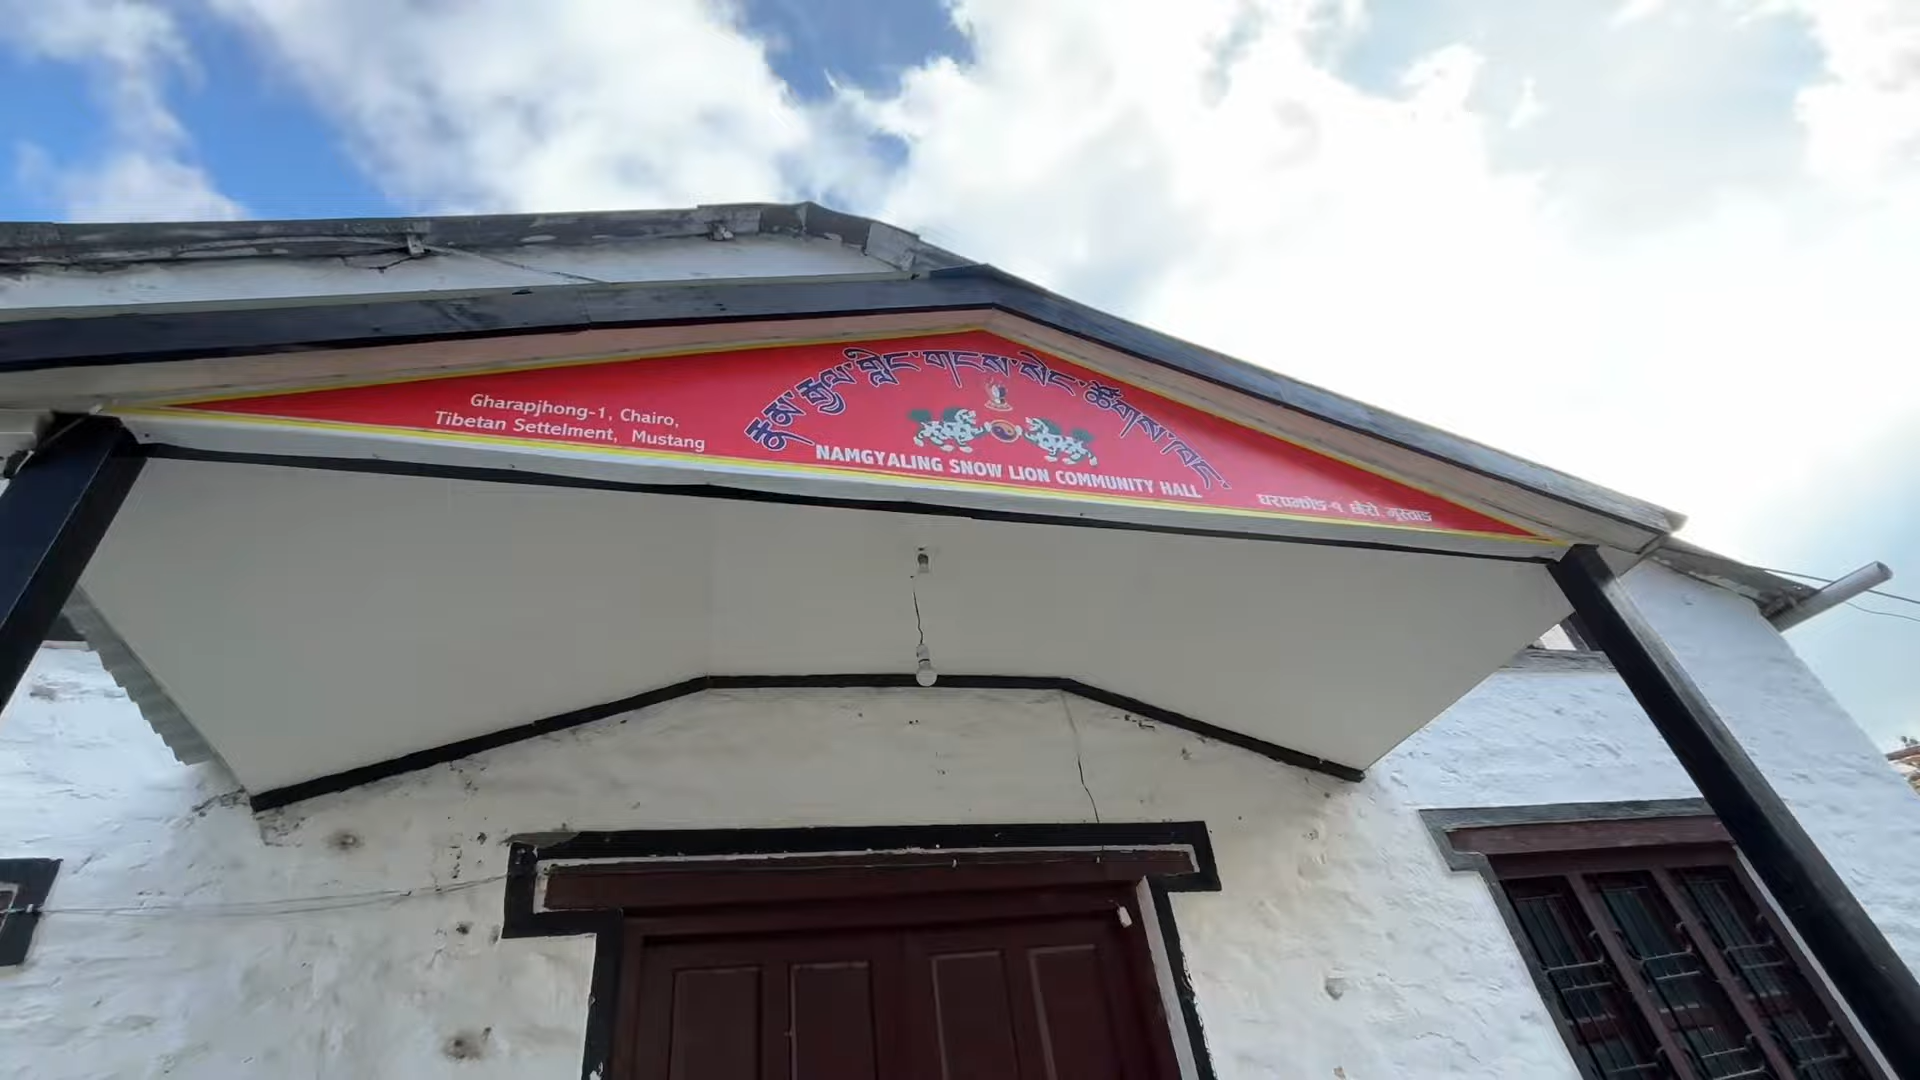 Gharapjhong-1, Chairo,
Tibetan Settelment, Mustang
རྣམ་རྒྱལ་གླིང་གངས་སེང་ཚོགས་ཁང་།
NAMGYALING SNOW LION COMMUNITY HALL
घरपझोङ-१, छैरो, मुस्ताङ